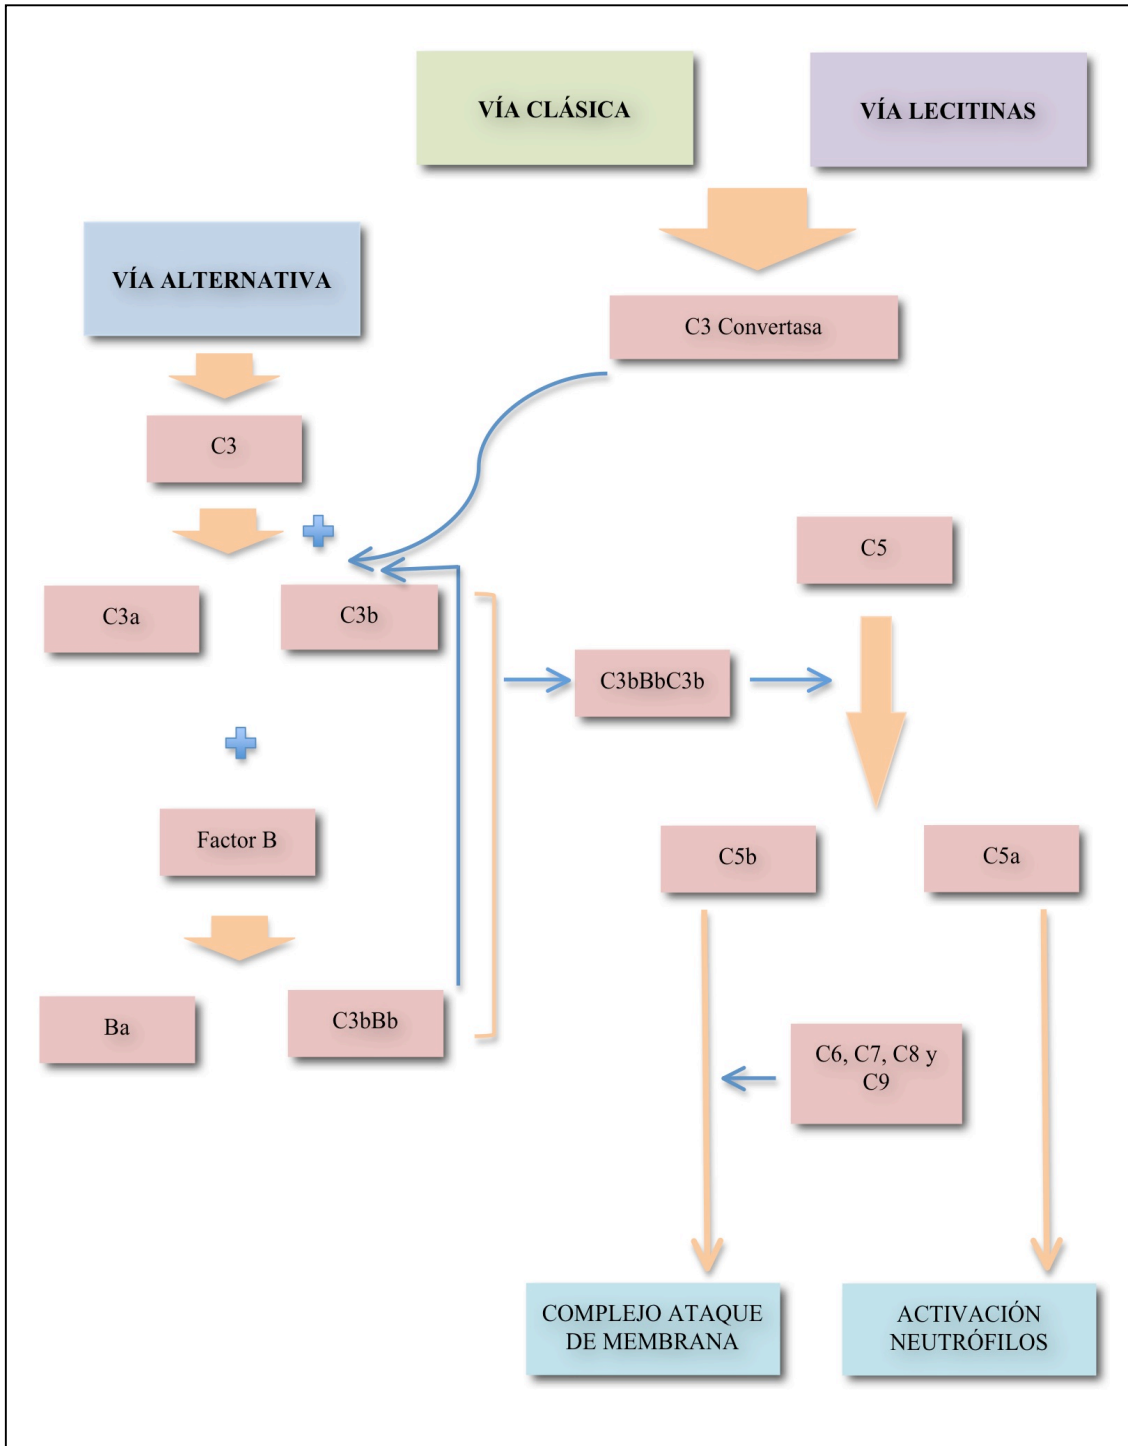 VÍA CLÁSICA
VÍA LECITINAS
VÍA ALTERNATIVA
C3 Convertasa
C3
C5
C3a
C3b
C3bBbC3b
Factor B
C5b
C5a
Ba
C3bBb
C6, C7, C8 y
C9
COMPLEJO ATAQUE
DE MEMBRANA
ACTIVACIÓN
NEUTRÓFILOS